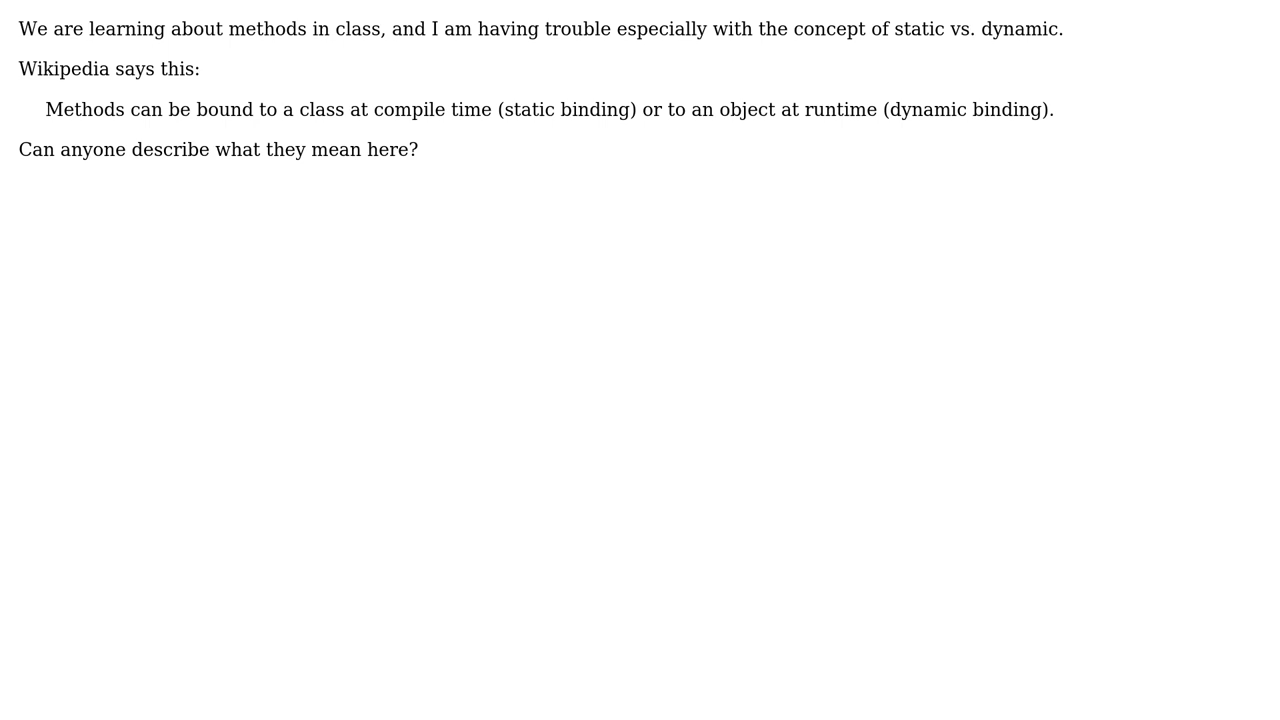 We are learning about methods in class, and I am having trouble especially with the concept of static vs. dynamic.
Wikipedia says this:
Methods can be bound to a class at compile time (static binding) or to an object at runtime (dynamic binding).
Can anyone describe what they mean here?